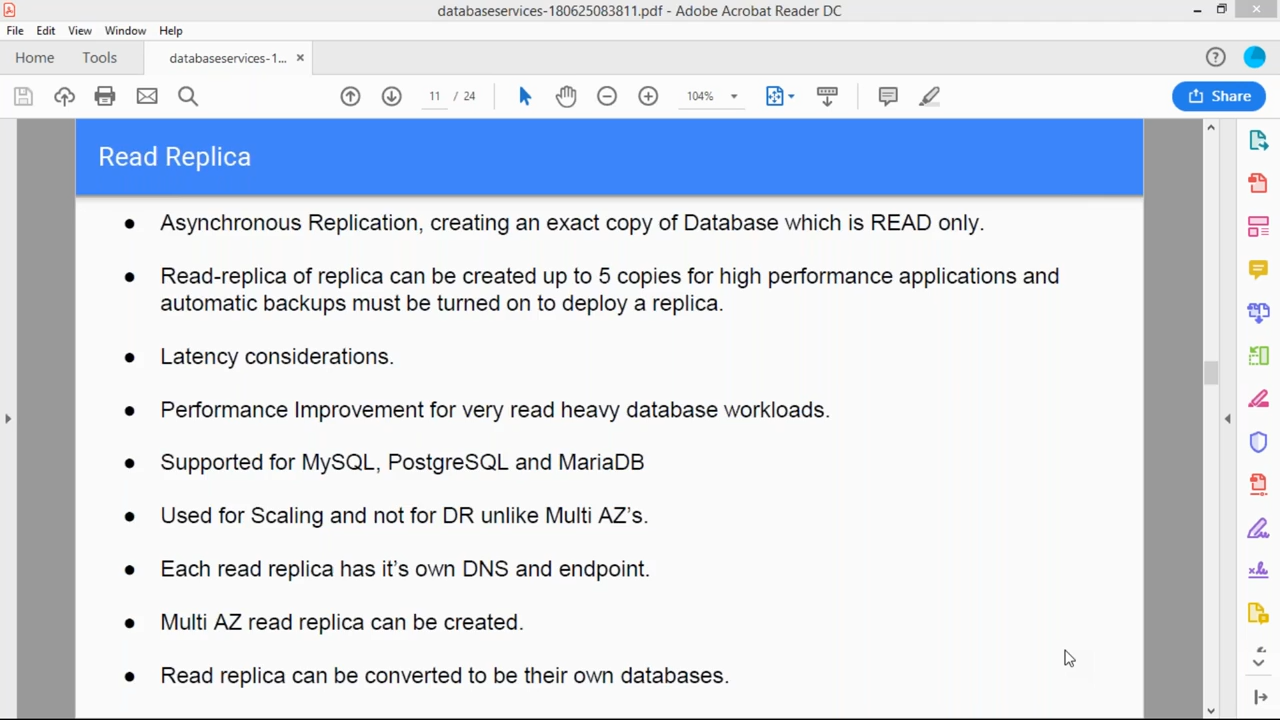 databaseservices-180625083811.pdf - Adobe Acrobat Reader DC
File Edit View Window Help
Home Tools databaseservices-1... ×
11 / 24 104% Share
Read Replica
● Asynchronous Replication, creating an exact copy of Database which is READ only.
● Read-replica of replica can be created up to 5 copies for high performance applications and
automatic backups must be turned on to deploy a replica.
● Latency considerations.
● Performance Improvement for very read heavy database workloads.
● Supported for MySQL, PostgreSQL and MariaDB
● Used for Scaling and not for DR unlike Multi AZ’s.
● Each read replica has it’s own DNS and endpoint.
● Multi AZ read replica can be created.
● Read replica can be converted to be their own databases.